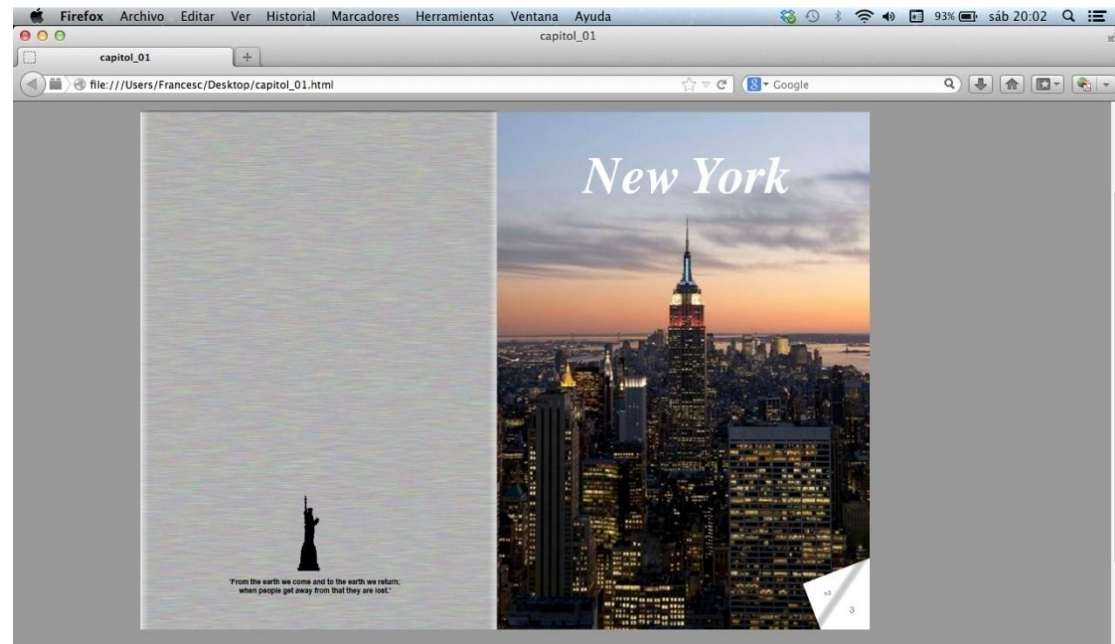 Firefox Archivo Editar Ver Historial Marcadores Herramientas Ventana Ayuda 93% sáb 20:02
capitol_01
capitol_01
file:///Users/Francesc/Desktop/capitol_01.html Google
New York
"From the earth we come and to the earth we return;
when people get away from that they are lost."
3